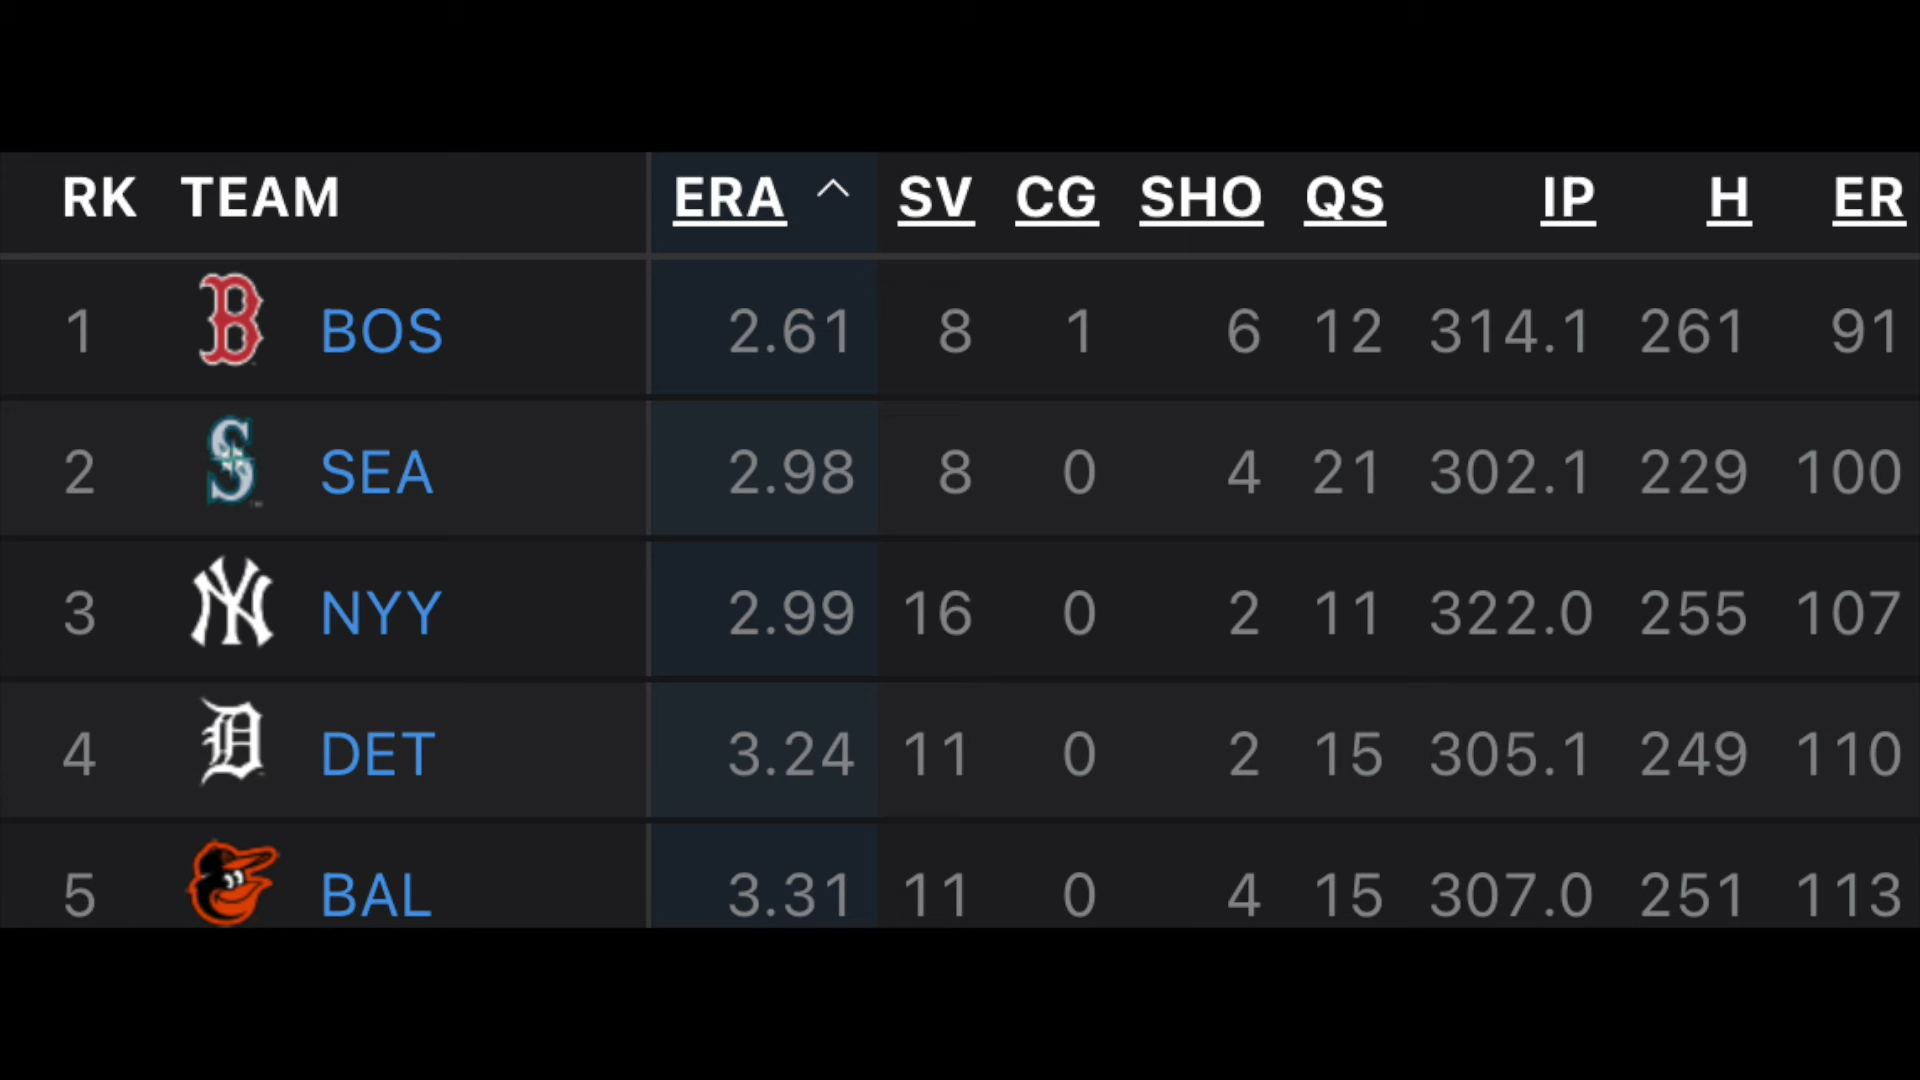 RK TEAM ERA SV CG SHO QS IP H ER
1 B BOS 2.61 8 1 6 12 314.1 261 91
2 S SEA 2.98 8 0 4 21 302.1 229 100
3 NY NYY 2.99 16 0 2 11 322.0 255 107
4 D DET 3.24 11 0 2 15 305.1 249 110
5 BAL 3.31 11 0 4 15 307.0 251 113